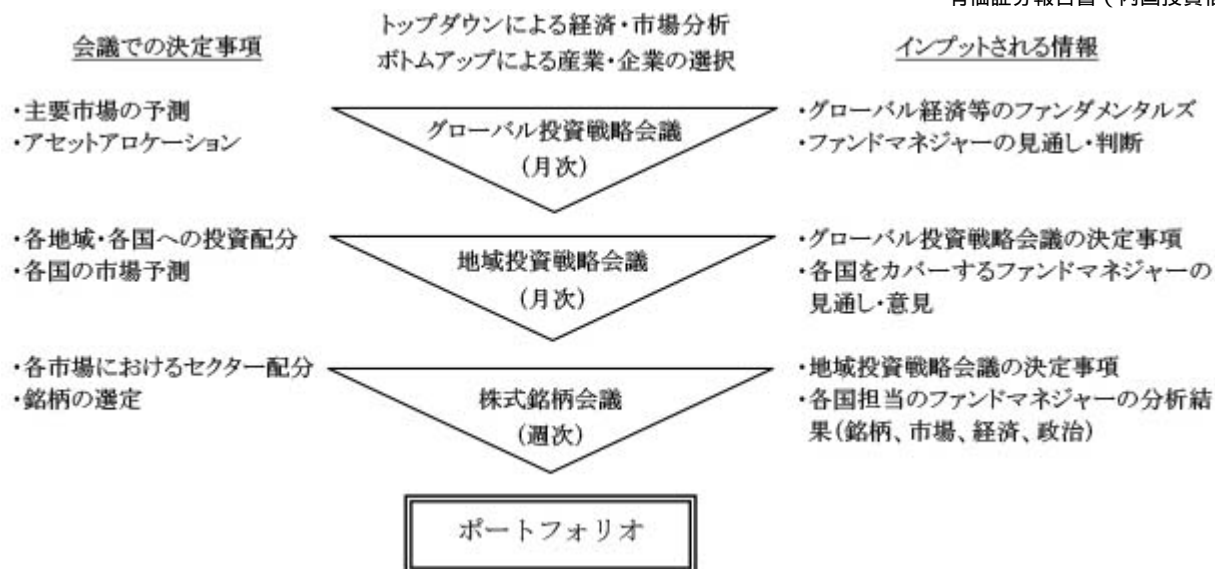 有価証券報告書（内国投資信
トップダウンによる経済・市場分析
ボトムアップによる産業・企業の選択
会議での決定事項
インプットされる情報
・主要市場の予測
・アセットアロケーション
グローバル投資戦略会議
（月次）
・グローバル経済等のファンダメンタルズ
・ファンドマネジャーの見通し・判断
・各地域・各国への投資配分
・各国の市場予測
地域投資戦略会議
（月次）
・グローバル投資戦略会議の決定事項
・各国をカバーするファンドマネジャーの
見通し・意見
・各市場におけるセクター配分
・銘柄の選定
株式銘柄会議
（週次）
・地域投資戦略会議の決定事項
・各国担当のファンドマネジャーの分析結
果（銘柄、市場、経済、政治）
ポートフォリオ